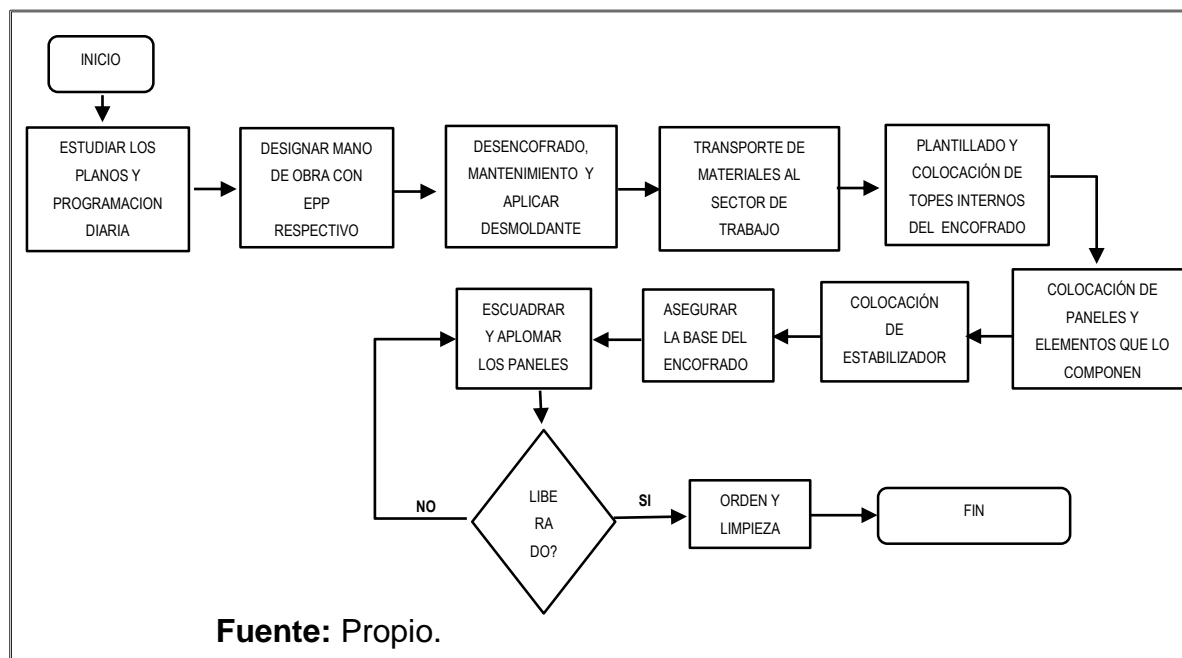 INICIO
ESTUDIAR LOS
PLANOS Y
PROGRAMACION
DIARIA
DESIGNAR MANO
DE OBRA CON
EPP
RESPECTIVO
DESENCOFRADO,
MANTENIMIENTO Y
APLICAR
DESMOLDANTE
TRANSPORTE DE
MATERIALES AL
SECTOR DE
TRABAJO
PLANTILLADO Y
COLOCACIÓN DE
TOPES INTERNOS
DEL ENCOFRADO
COLOCACIÓN DE
PANELES Y
ELEMENTOS QUE LO
COMPONEN
COLOCACIÓN
DE
ESTABILIZADOR
ASEGURAR
LA BASE DEL
ENCOFRADO
ESCUADRAR
Y APLOMAR
LOS PANELES
LIBE
RA
DO?
NO
SI
ORDEN Y
LIMPIEZA
FIN
Fuente: Propio.